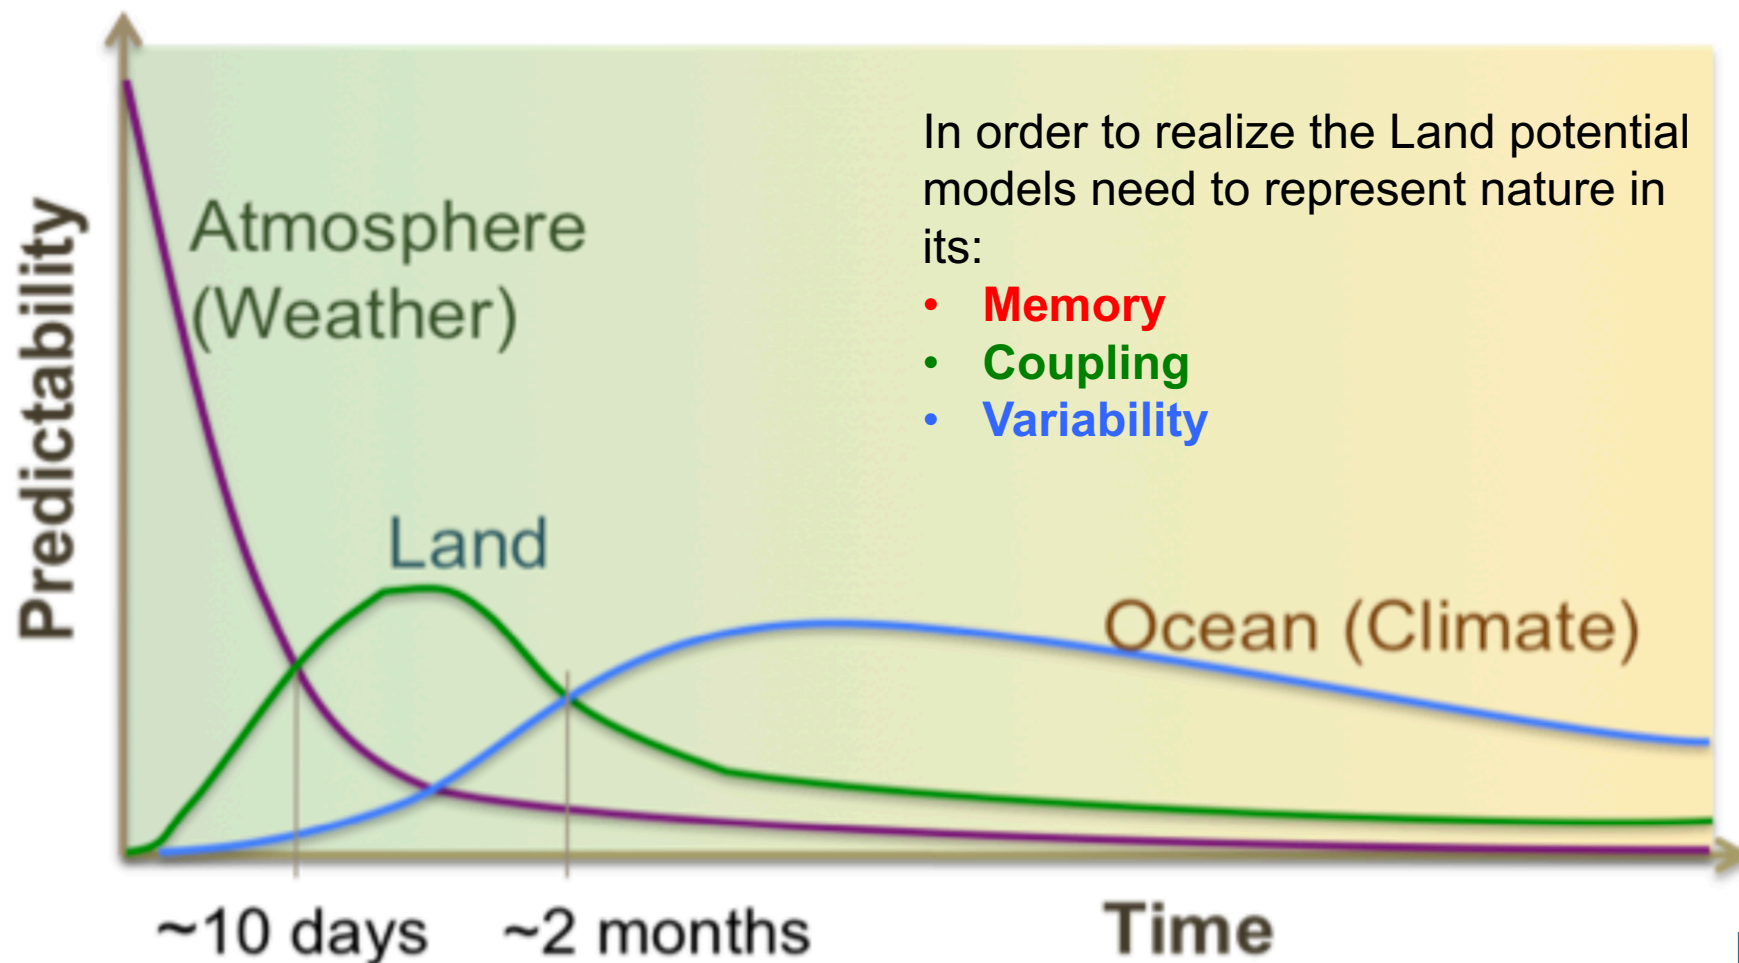 In order to realize the Land potential
models need to represent nature in
its:
• Memory
• Coupling
• Variability
Atmosphere
(Weather)
Land
Ocean (Climate)
Predictability
~10 days
~2 months
Time